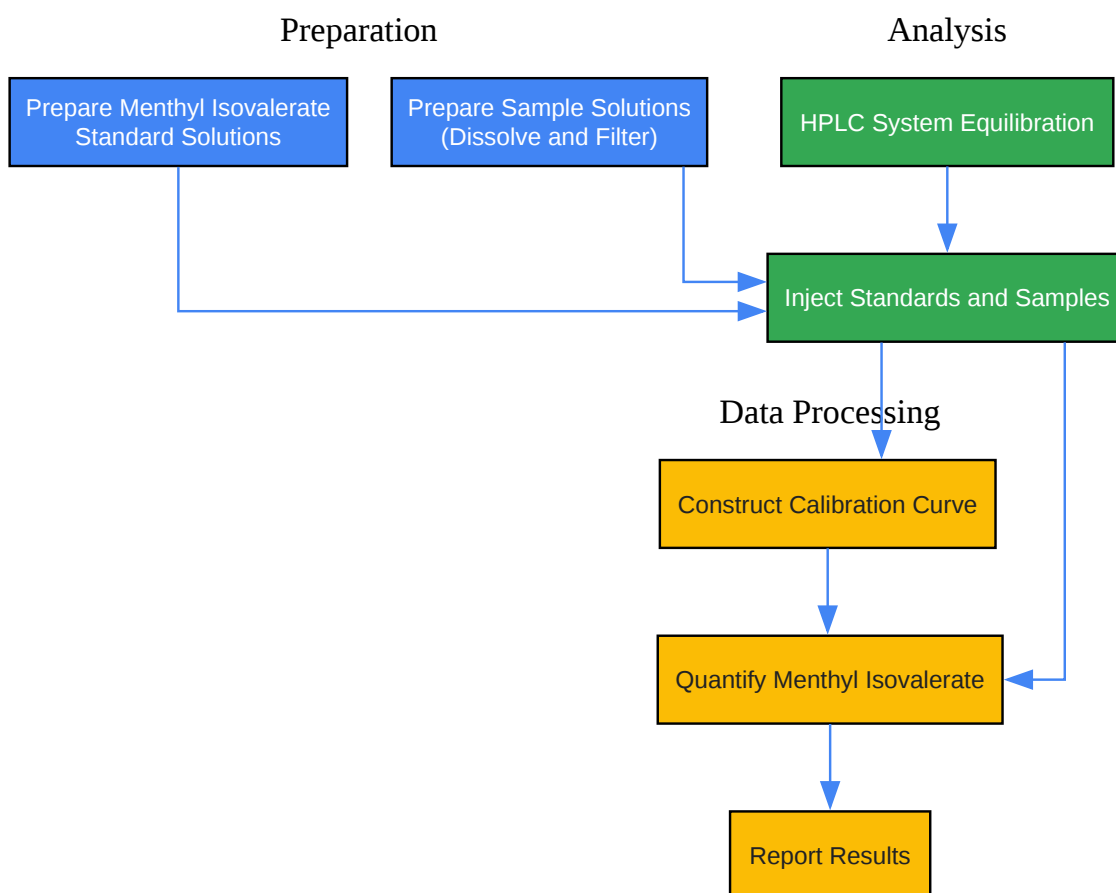 Preparation
Analysis
Prepare Menthyl Isovalerate
Standard Solutions
Prepare Sample Solutions
(Dissolve and Filter)
HPLC System Equilibration
Inject Standards and Samples
Data Processing
Construct Calibration Curve
Quantify Menthyl Isovalerate
Report Results